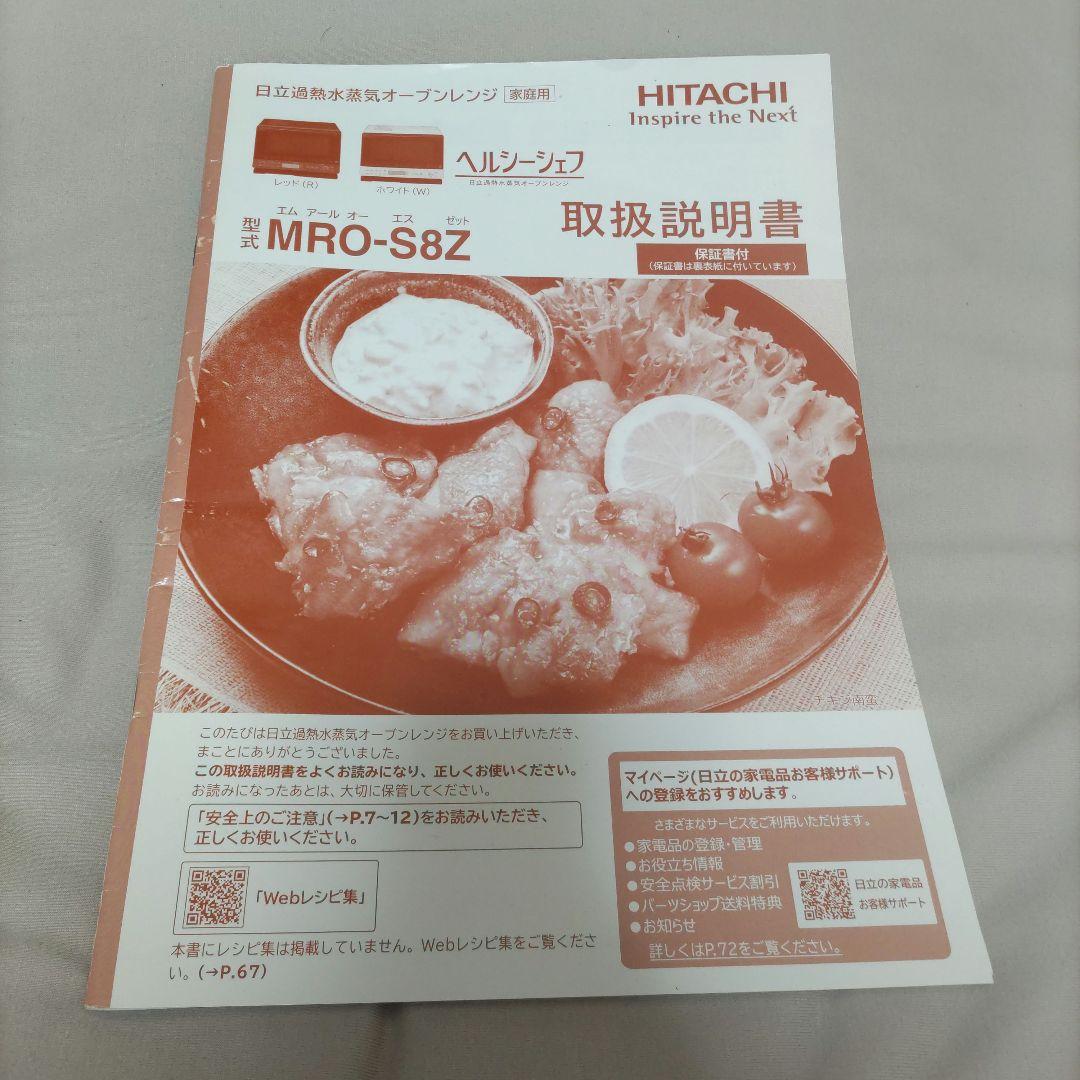 日立過熱水蒸気オーブンレンジ 家庭用
HITACHI
Inspire the Next
レッド(R)
ホワイト(W)
ヘルシーシェフ
日立過熱水蒸気オーブンレンジ
エム アール オー エス ゼット
型式 MRO-S8Z
取扱説明書
保証書付
(保証書は裏表紙に付いています)
チキン南蛮
このたびは日立過熱水蒸気オーブンレンジをお買い上げいただき、
まことにありがとうございました。
この取扱説明書をよくお読みになり、正しくお使いください。
お読みになったあとは、大切に保管してください。
「安全上のご注意」(→P.7～12)をお読みいただき、
正しくお使いください。
「Webレシピ集」
本書にレシピ集は掲載していません。Webレシピ集をご覧くださ
い。(→P.67)
マイページ(日立の家電品お客様サポート)
への登録をおすすめします。
さまざまなサービスをご利用いただけます。
●家電品の登録・管理
●お役立ち情報
●安全点検サービス割引
●パーツショップ送料特典
●お知らせ
日立の家電品
お客様サポート
詳しくはP.72をご覧ください。